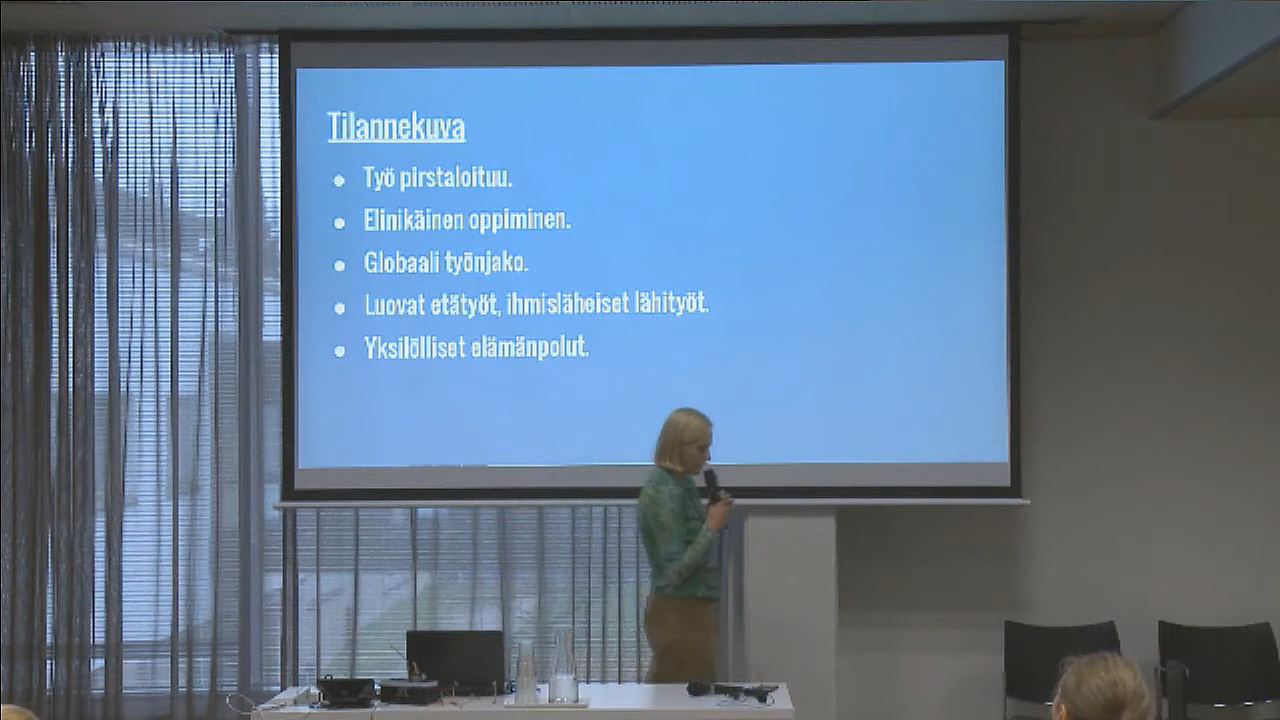 Tilannekuva
● Työ pirstaloituu.
● Elinikäinen oppiminen.
● Globaali työnjako.
● Luovat etätyöt, ihmisläheiset lähityöt.
● Yksilölliset elämänpolut.